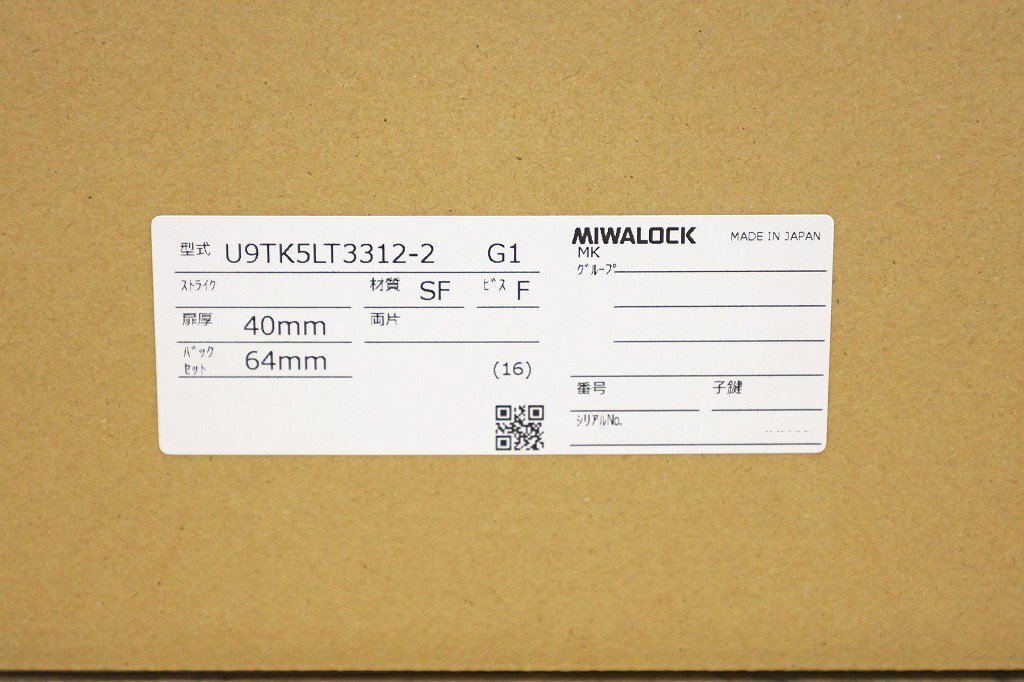 型式 U9TK5LT3312-2 G1
ストライク 材質 SF ビス F
扉厚 40mm 両片
バック
セット 64mm
(16)
MIWALOCK MADE IN JAPAN
MK
グループ
番号 子鍵
シリアルNo.